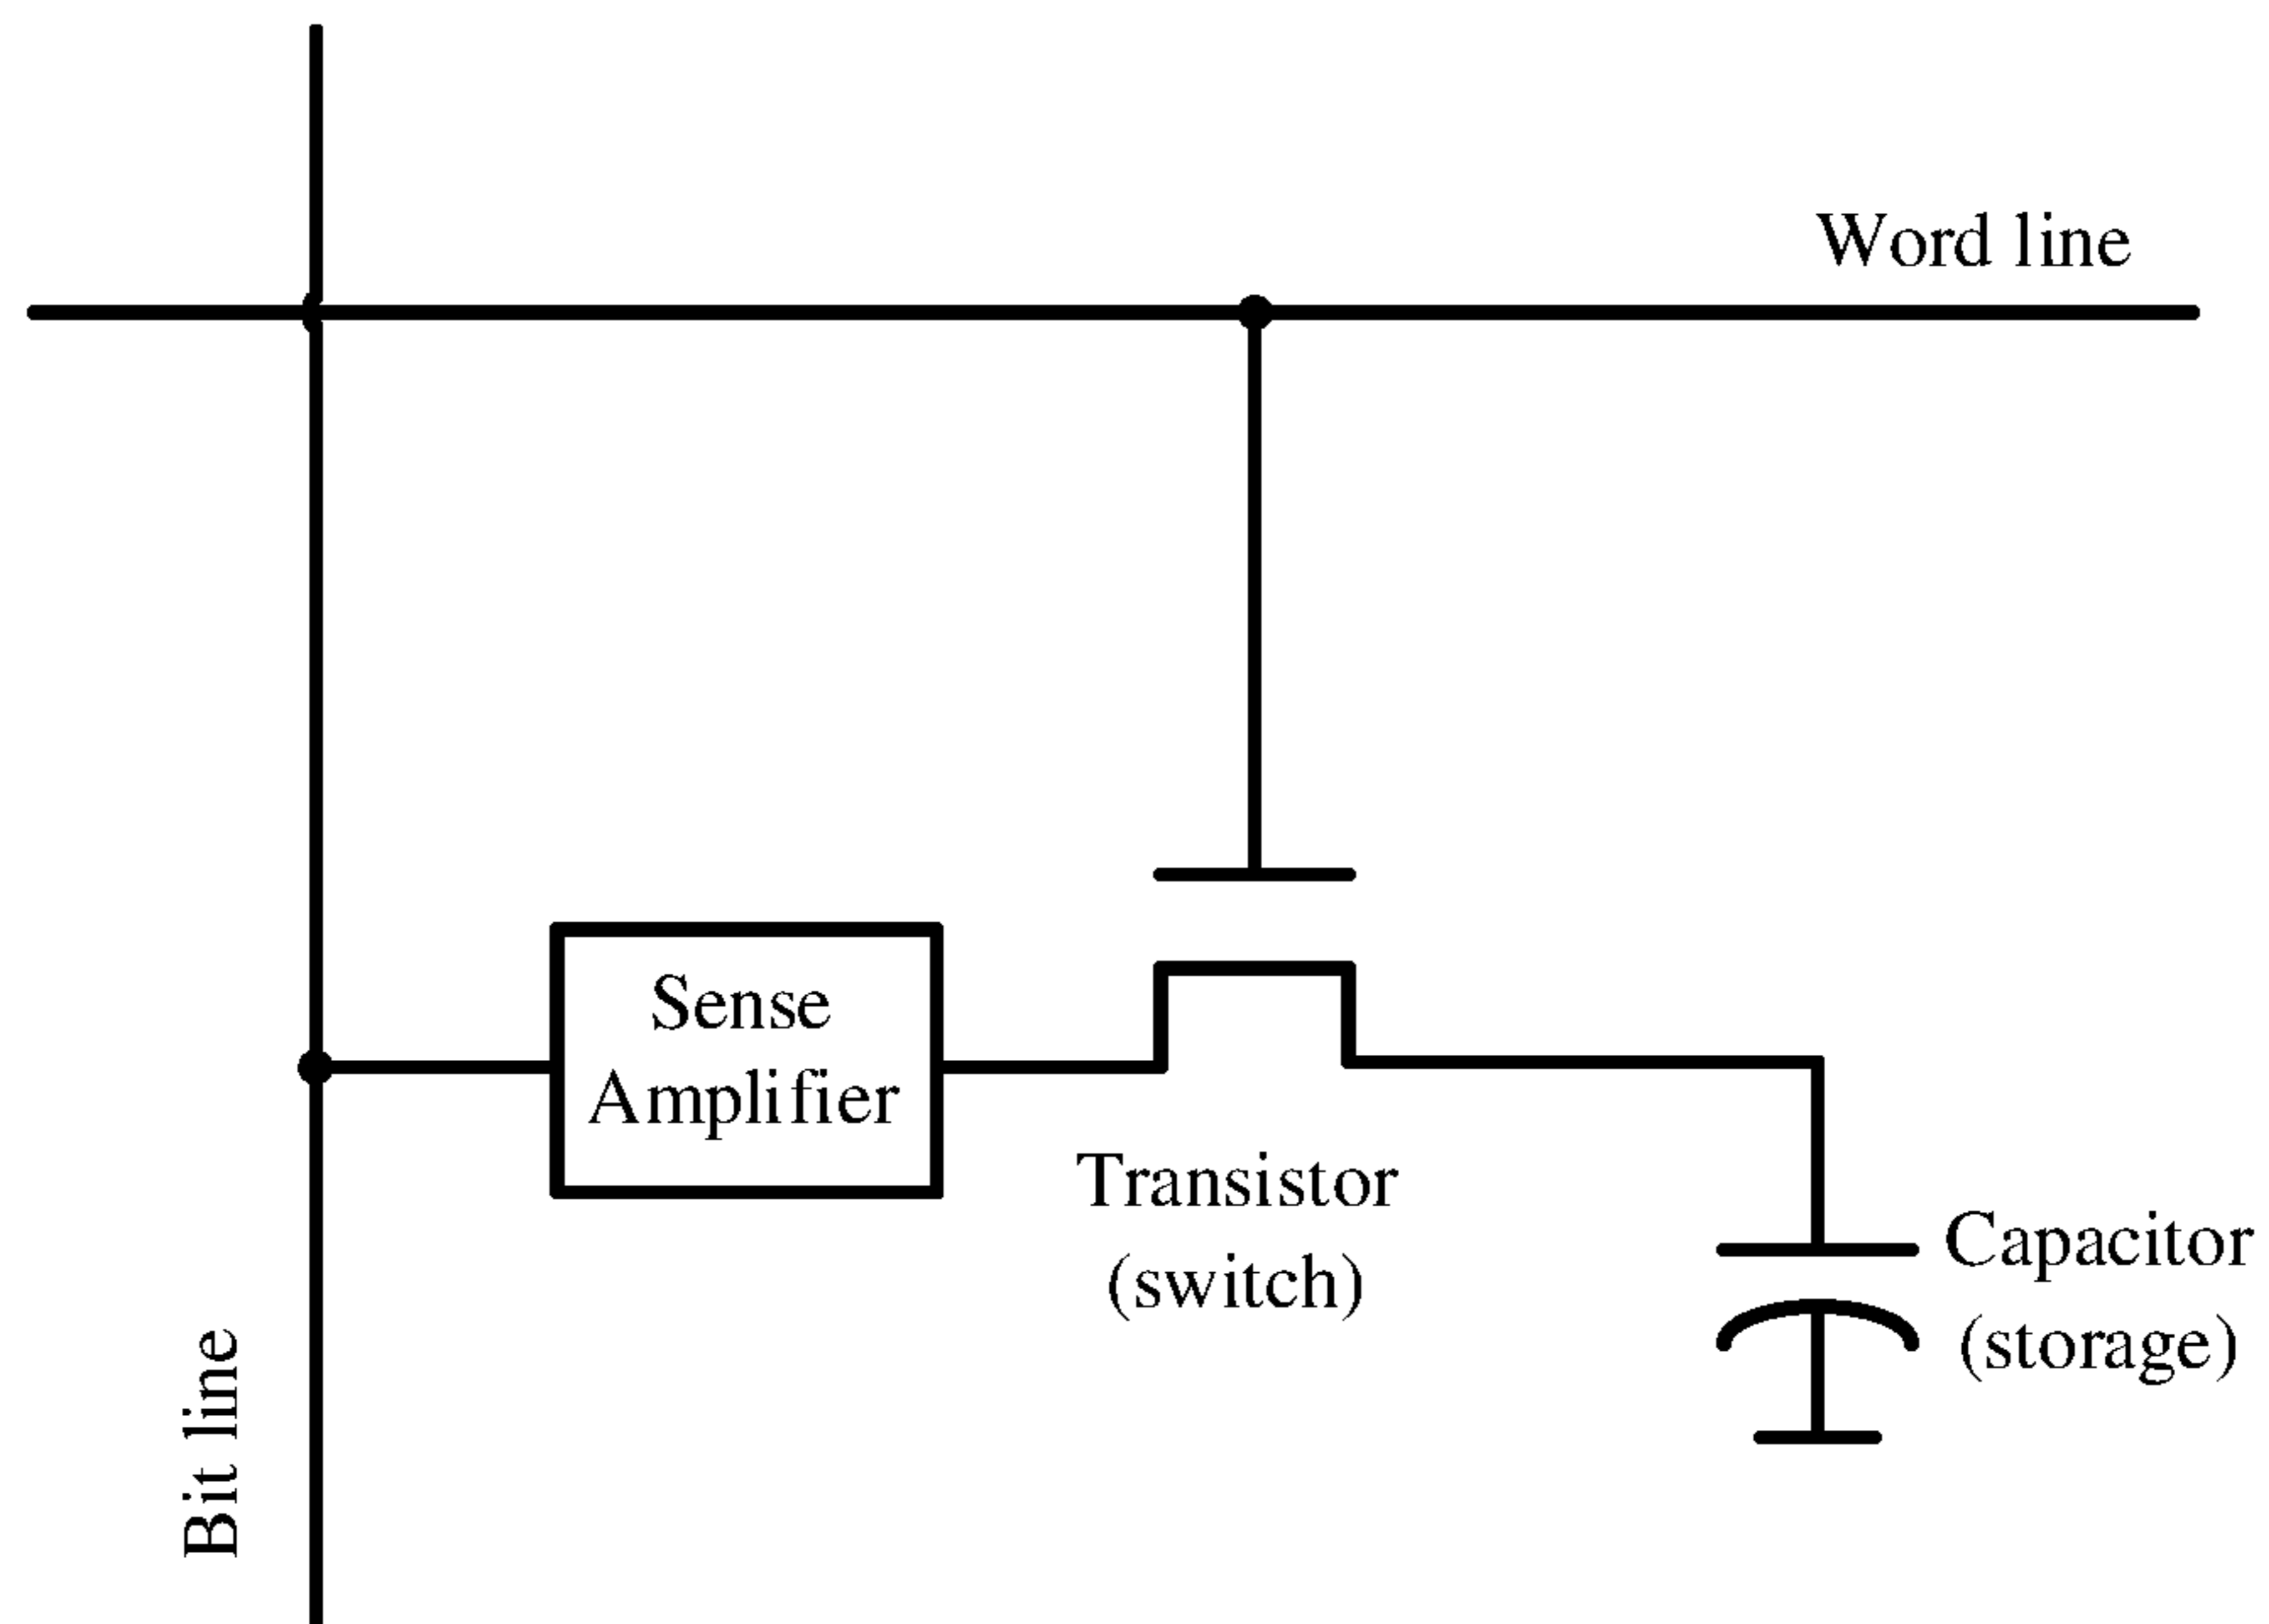 Word line
Sense
Amplifier
Transistor
(switch)
Capacitor
(storage)
Bit line